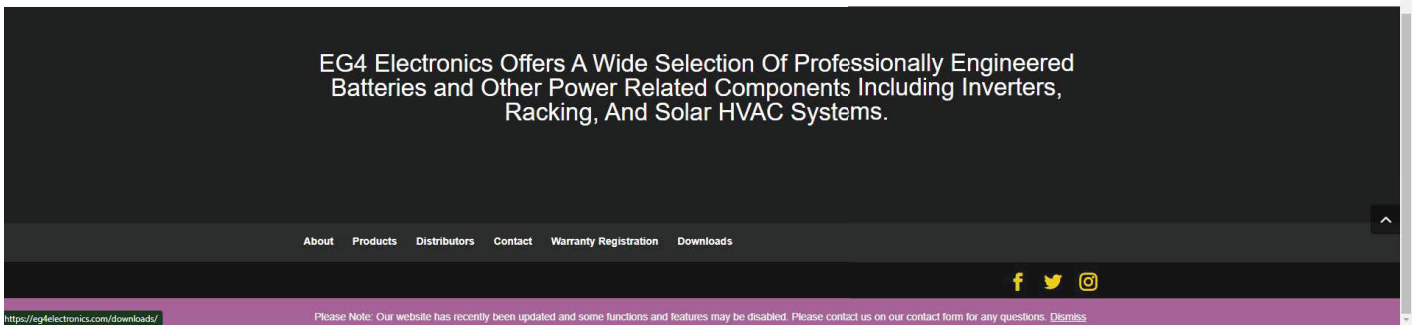 EG4 Electronics Offers A Wide Selection Of Professionally Engineered
Batteries and Other Power Related Components Including Inverters,
Racking, And Solar HVAC Systems.
About Products Distributors Contact Warranty Registration Downloads
Please Note: Our website has recently been updated and some functions and features may be disabled. Please contact us on our contact form for any questions. Dismiss
https://eg4electronics.com/downloads/